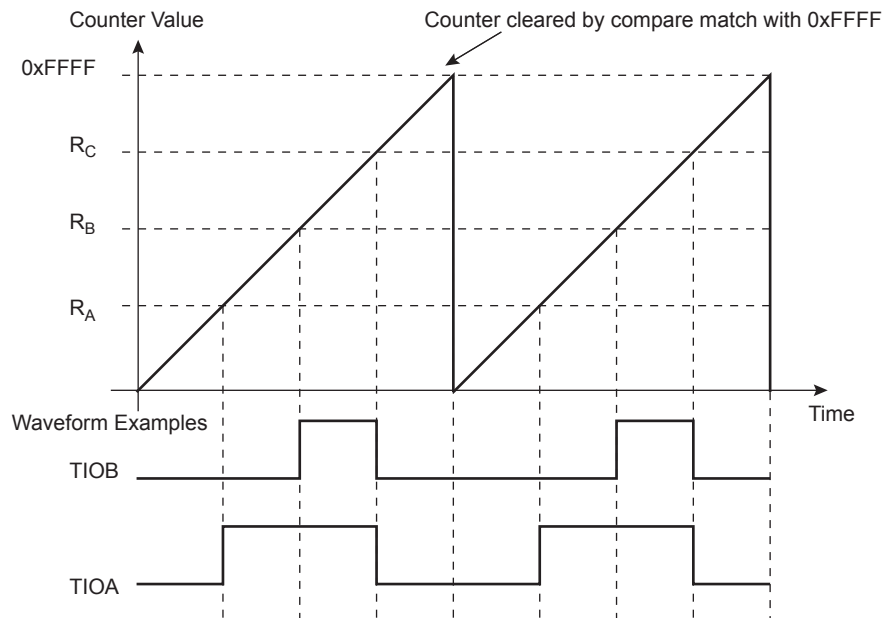 Counter Value
Counter cleared by compare match with 0xFFFF
0xFFFF
RC
RB
RA
Time
Waveform Examples
TIOB
TIOA